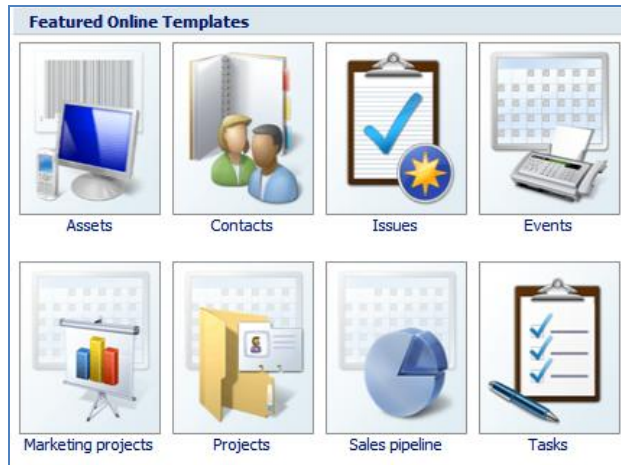 Featured Online Templates
Assets
Contacts
Issues
Events
Marketing projects
Projects
Sales pipeline
Tasks